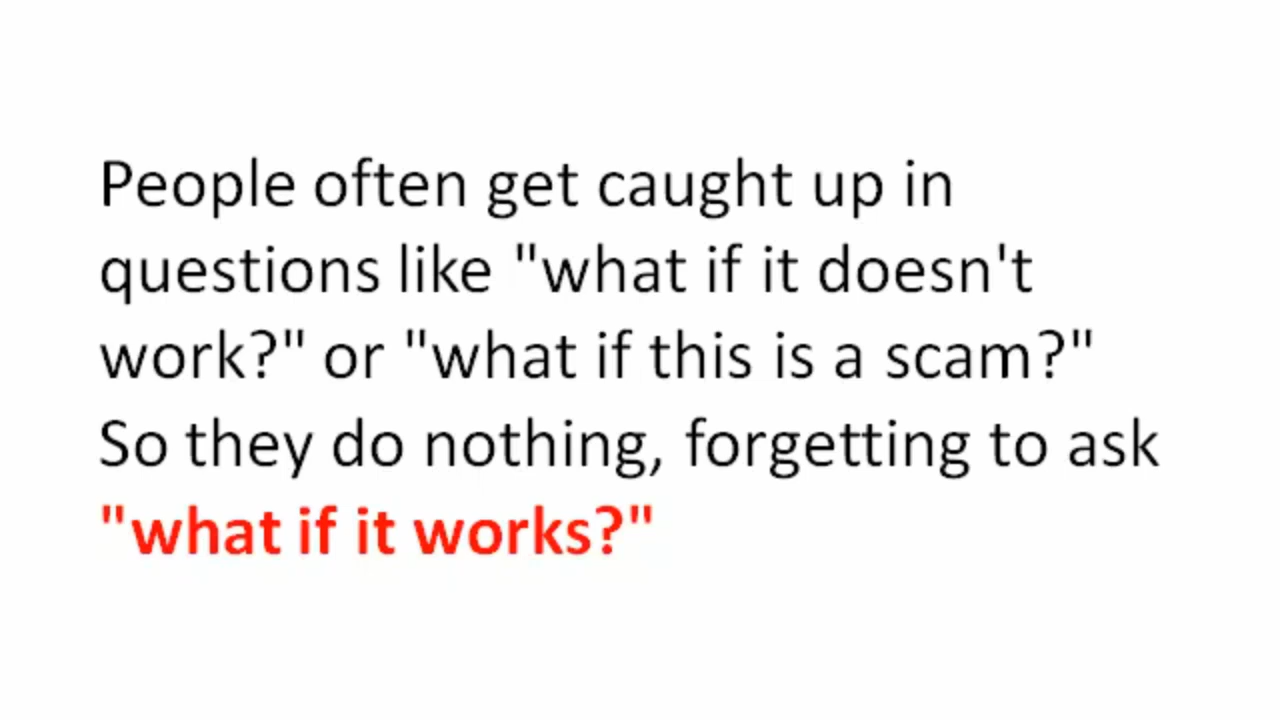 People often get caught up in
questions like "what if it doesn't
work?" or "what if this is a scam?"
So they do nothing, forgetting to ask
"what if it works?"